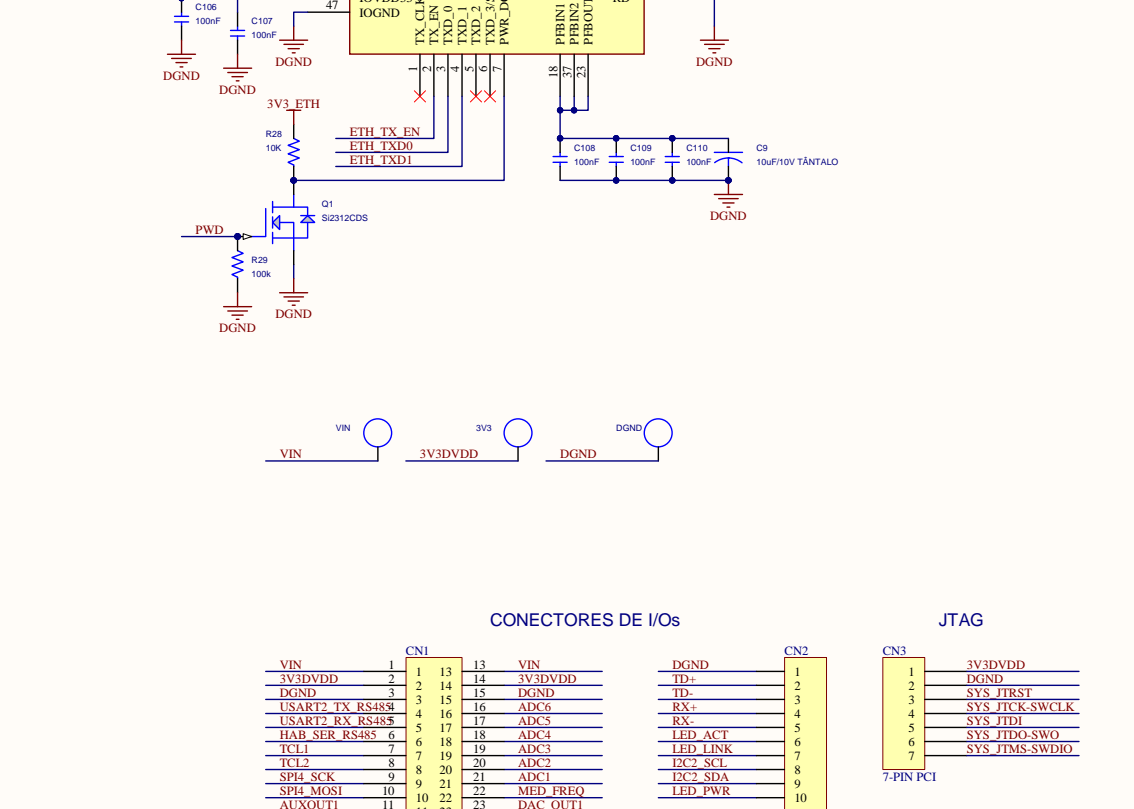 C106
100nF
C107
100nF
DGND
DGND
47
DGND
IOGND
TX_EN
TXD_0
TXD_1
TXD_2
PFBIN1
PFBIN2
PFBOUT
1
2
3
4
5
6
7
18
37
23
DGND
3V3_ETH
R28
10K
ETH_TX_EN
ETH_TXD0
ETH_TXD1
C108
100nF
C109
100nF
C110
100nF
C9
10uF/10V TÂNTALO
DGND
Q1
Si2312CDS
PWD
R29
100k
DGND
DGND
VIN
VIN
3V3
3V3DVDD
DGND
DGND
CONECTORES DE I/Os
JTAG
CN1
VIN 1 1 13 13 VIN
3V3DVDD 2 2 14 14 3V3DVDD
DGND 3 3 15 15 DGND
USART2_TX_RS485 4 4 16 16 ADC6
USART2_RX_RS485 5 5 17 17 ADC5
HAB_SER_RS485 6 6 18 18 ADC4
TCL1 7 7 19 19 ADC3
TCL2 8 8 20 20 ADC2
SPI4_SCK 9 9 21 21 ADC1
SPI4_MOSI 10 10 22 22 MED_FREQ
AUXOUT1 11 23 DAC_OUT1
CN2
DGND 1
TD+ 2
TD- 3
RX+ 4
RX- 5
LED_ACT 6
LED_LINK 7
I2C2_SCL 8
I2C2_SDA 9
LED_PWR 10
CN3
1 3V3DVDD
2 DGND
3 SYS_JTRST
4 SYS_JTCK-SWCLK
5 SYS_JTDI
6 SYS_JTDO-SWO
7 SYS_JTMS-SWDIO
7-PIN PCI